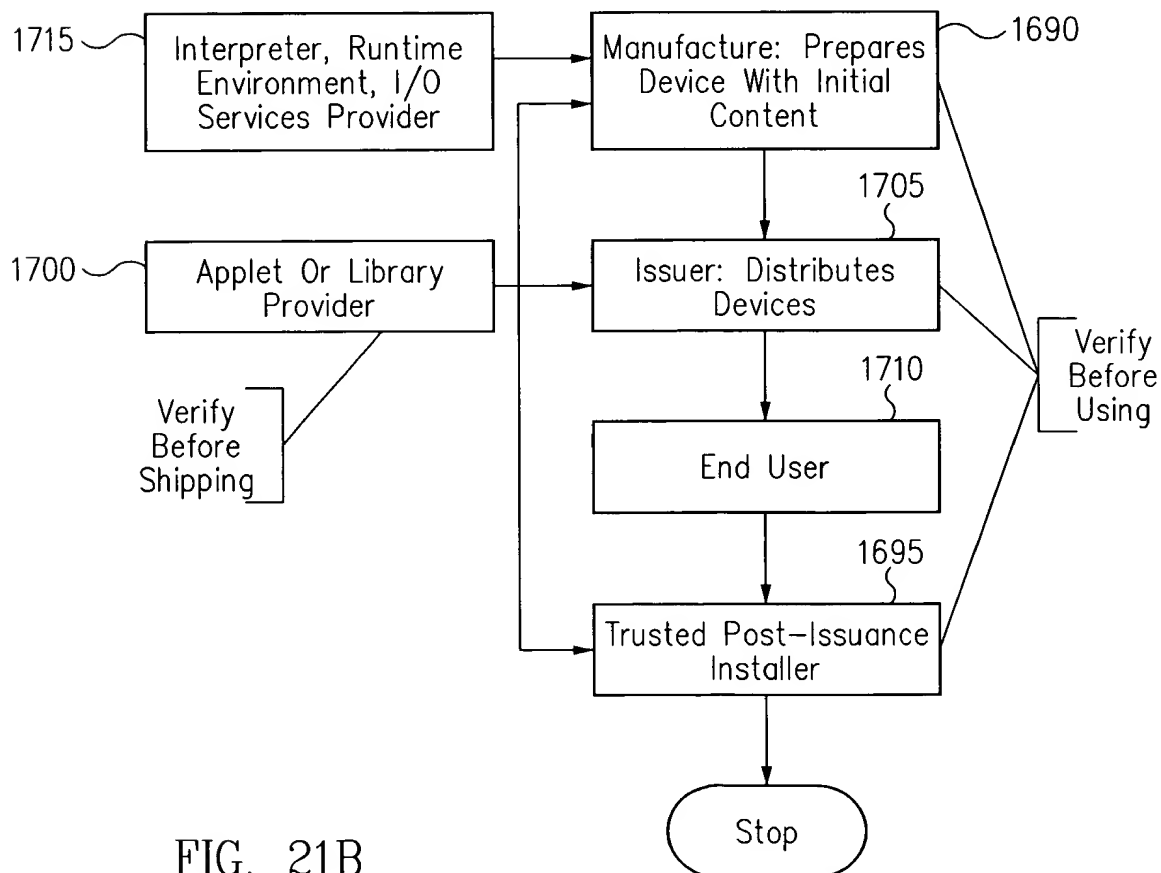 1715
Interpreter, Runtime
Environment, I/O
Services Provider
Manufacture: Prepares
Device With Initial
Content
1690
1705
1700
Applet Or Library
Provider
Issuer: Distributes
Devices
Verify
Before
Using
1710
Verify
Before
Shipping
End User
1695
Trusted Post-Issuance
Installer
Stop
FIG. 21B